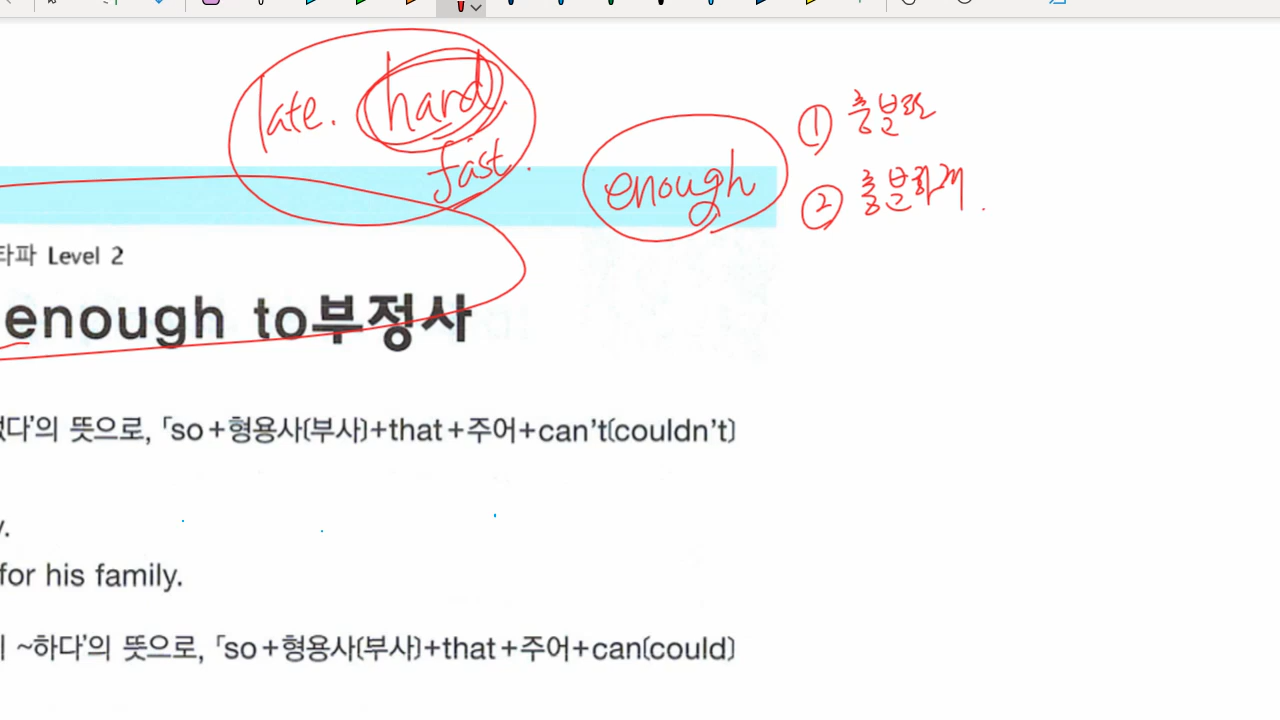 late. hard
fast.
enough
① 충분한
② 충분하게.
타파 Level 2
enough to부정사
없다'의 뜻으로, 「so+형용사(부사)+that+주어+can't(couldn't)
y.
for his family.
~하다'의 뜻으로, 「so+형용사(부사)+that+주어+can(could)